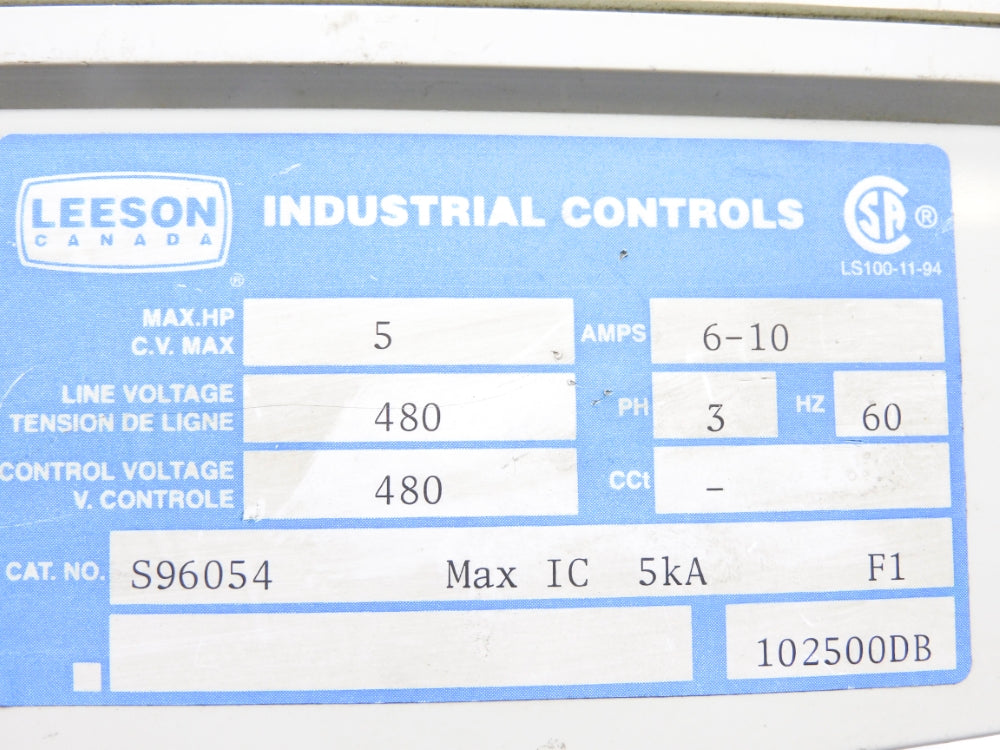 LEESON
CANADA
®
INDUSTRIAL CONTROLS
CSA ®
LS100-11-94
MAX.HP
C.V. MAX
5
AMPS
6-10
LINE VOLTAGE
TENSION DE LIGNE
480
PH
3
HZ
60
CONTROL VOLTAGE
V. CONTROLE
480
CCt
-
CAT. NO.
S96054 Max IC 5kA F1
102500DB